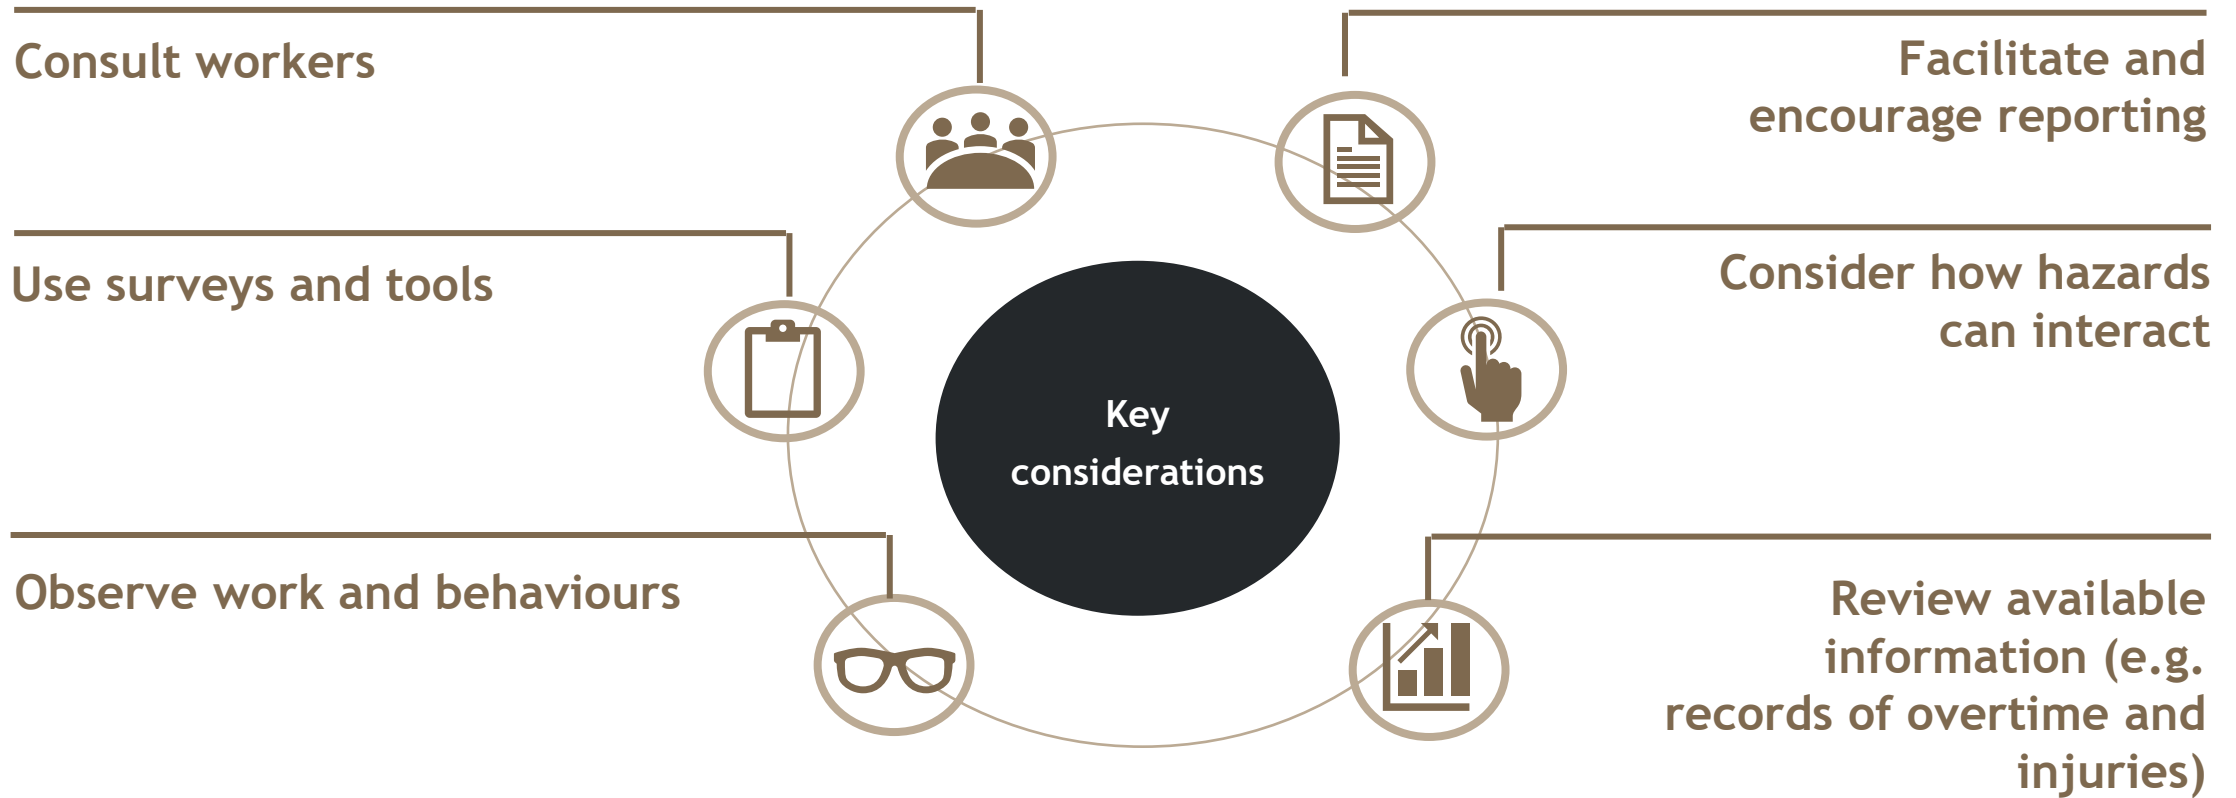 Consult workers
Use surveys and tools
Observe work and behaviours
Key
considerations
Facilitate and
encourage reporting
Consider how hazards
can interact
Review available
information (e.g.
records of overtime and
injuries)